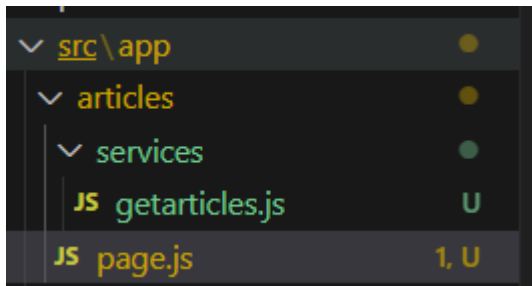 src\app
articles
services
JS getarticles.js U
JS page.js 1, U